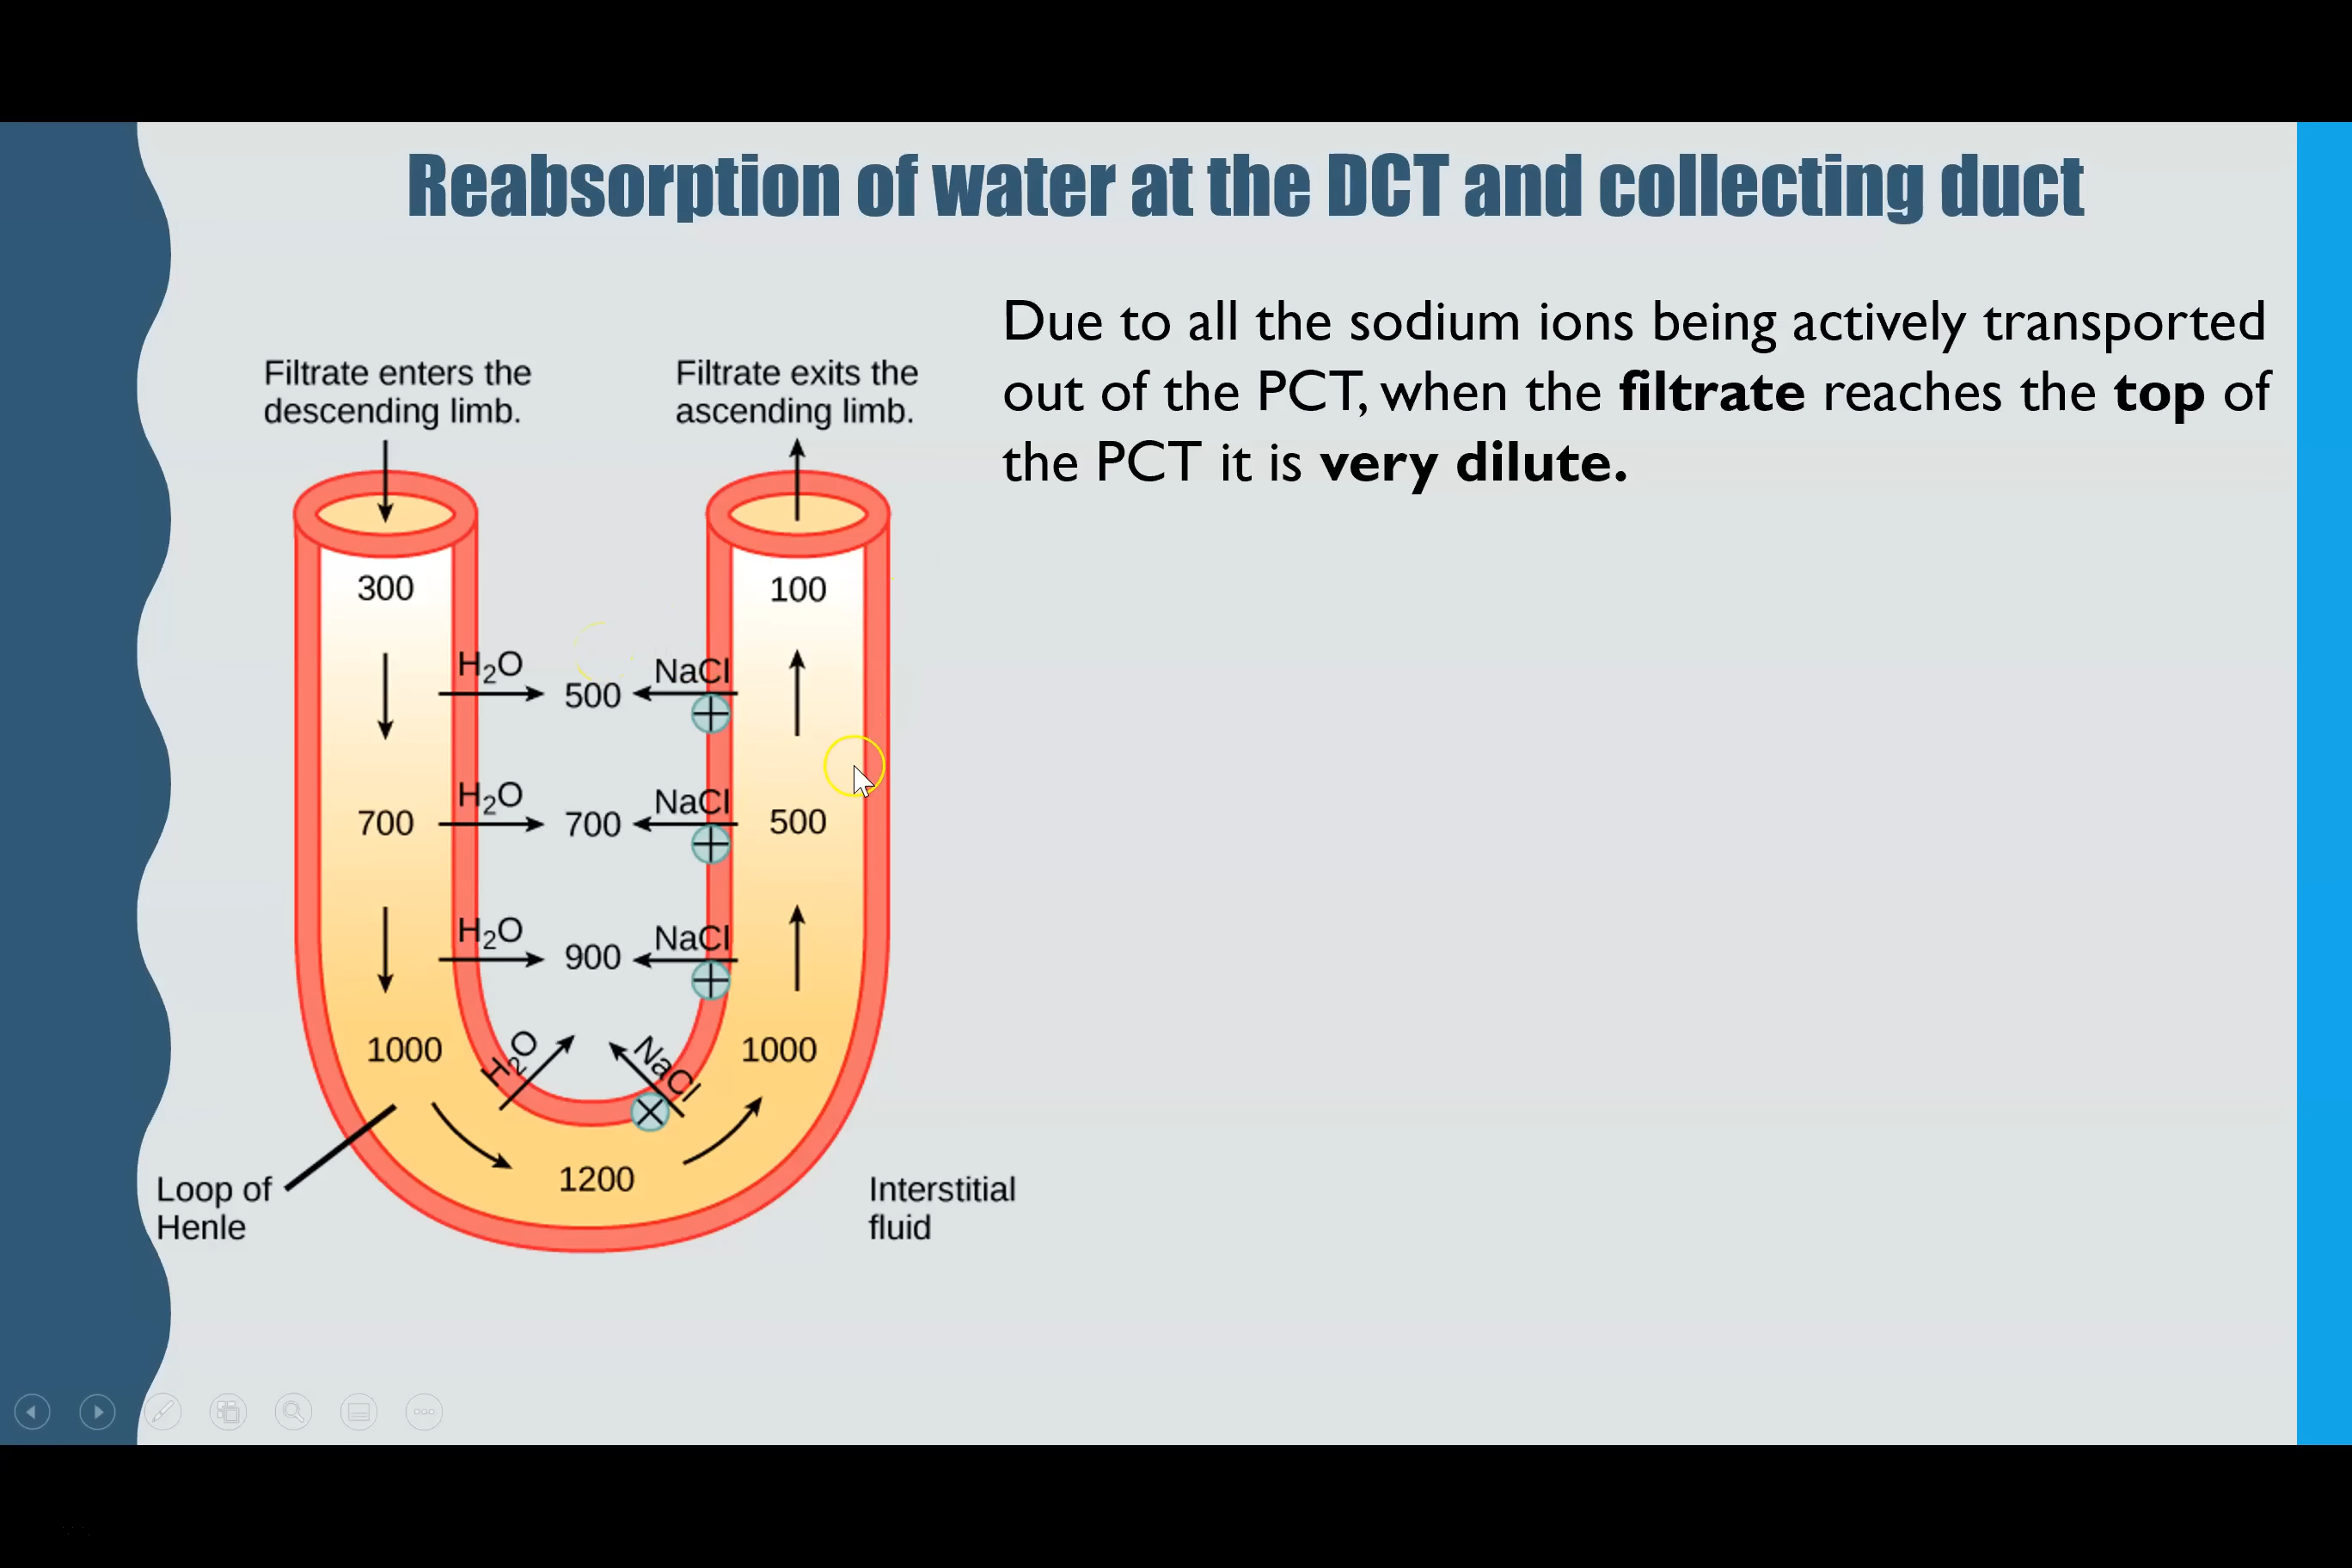 Reabsorption of water at the DCT and collecting duct
Due to all the sodium ions being actively transported
out of the PCT, when the filtrate reaches the top of
the PCT it is very dilute.
Filtrate enters the
descending limb.
Filtrate exits the
ascending limb.
300
100
H₂O
500
NaCl
700
H₂O
700
NaCl
500
H₂O
900
NaCl
1000
H₂O
NaCl
1000
1200
Loop of
Henle
Interstitial
fluid